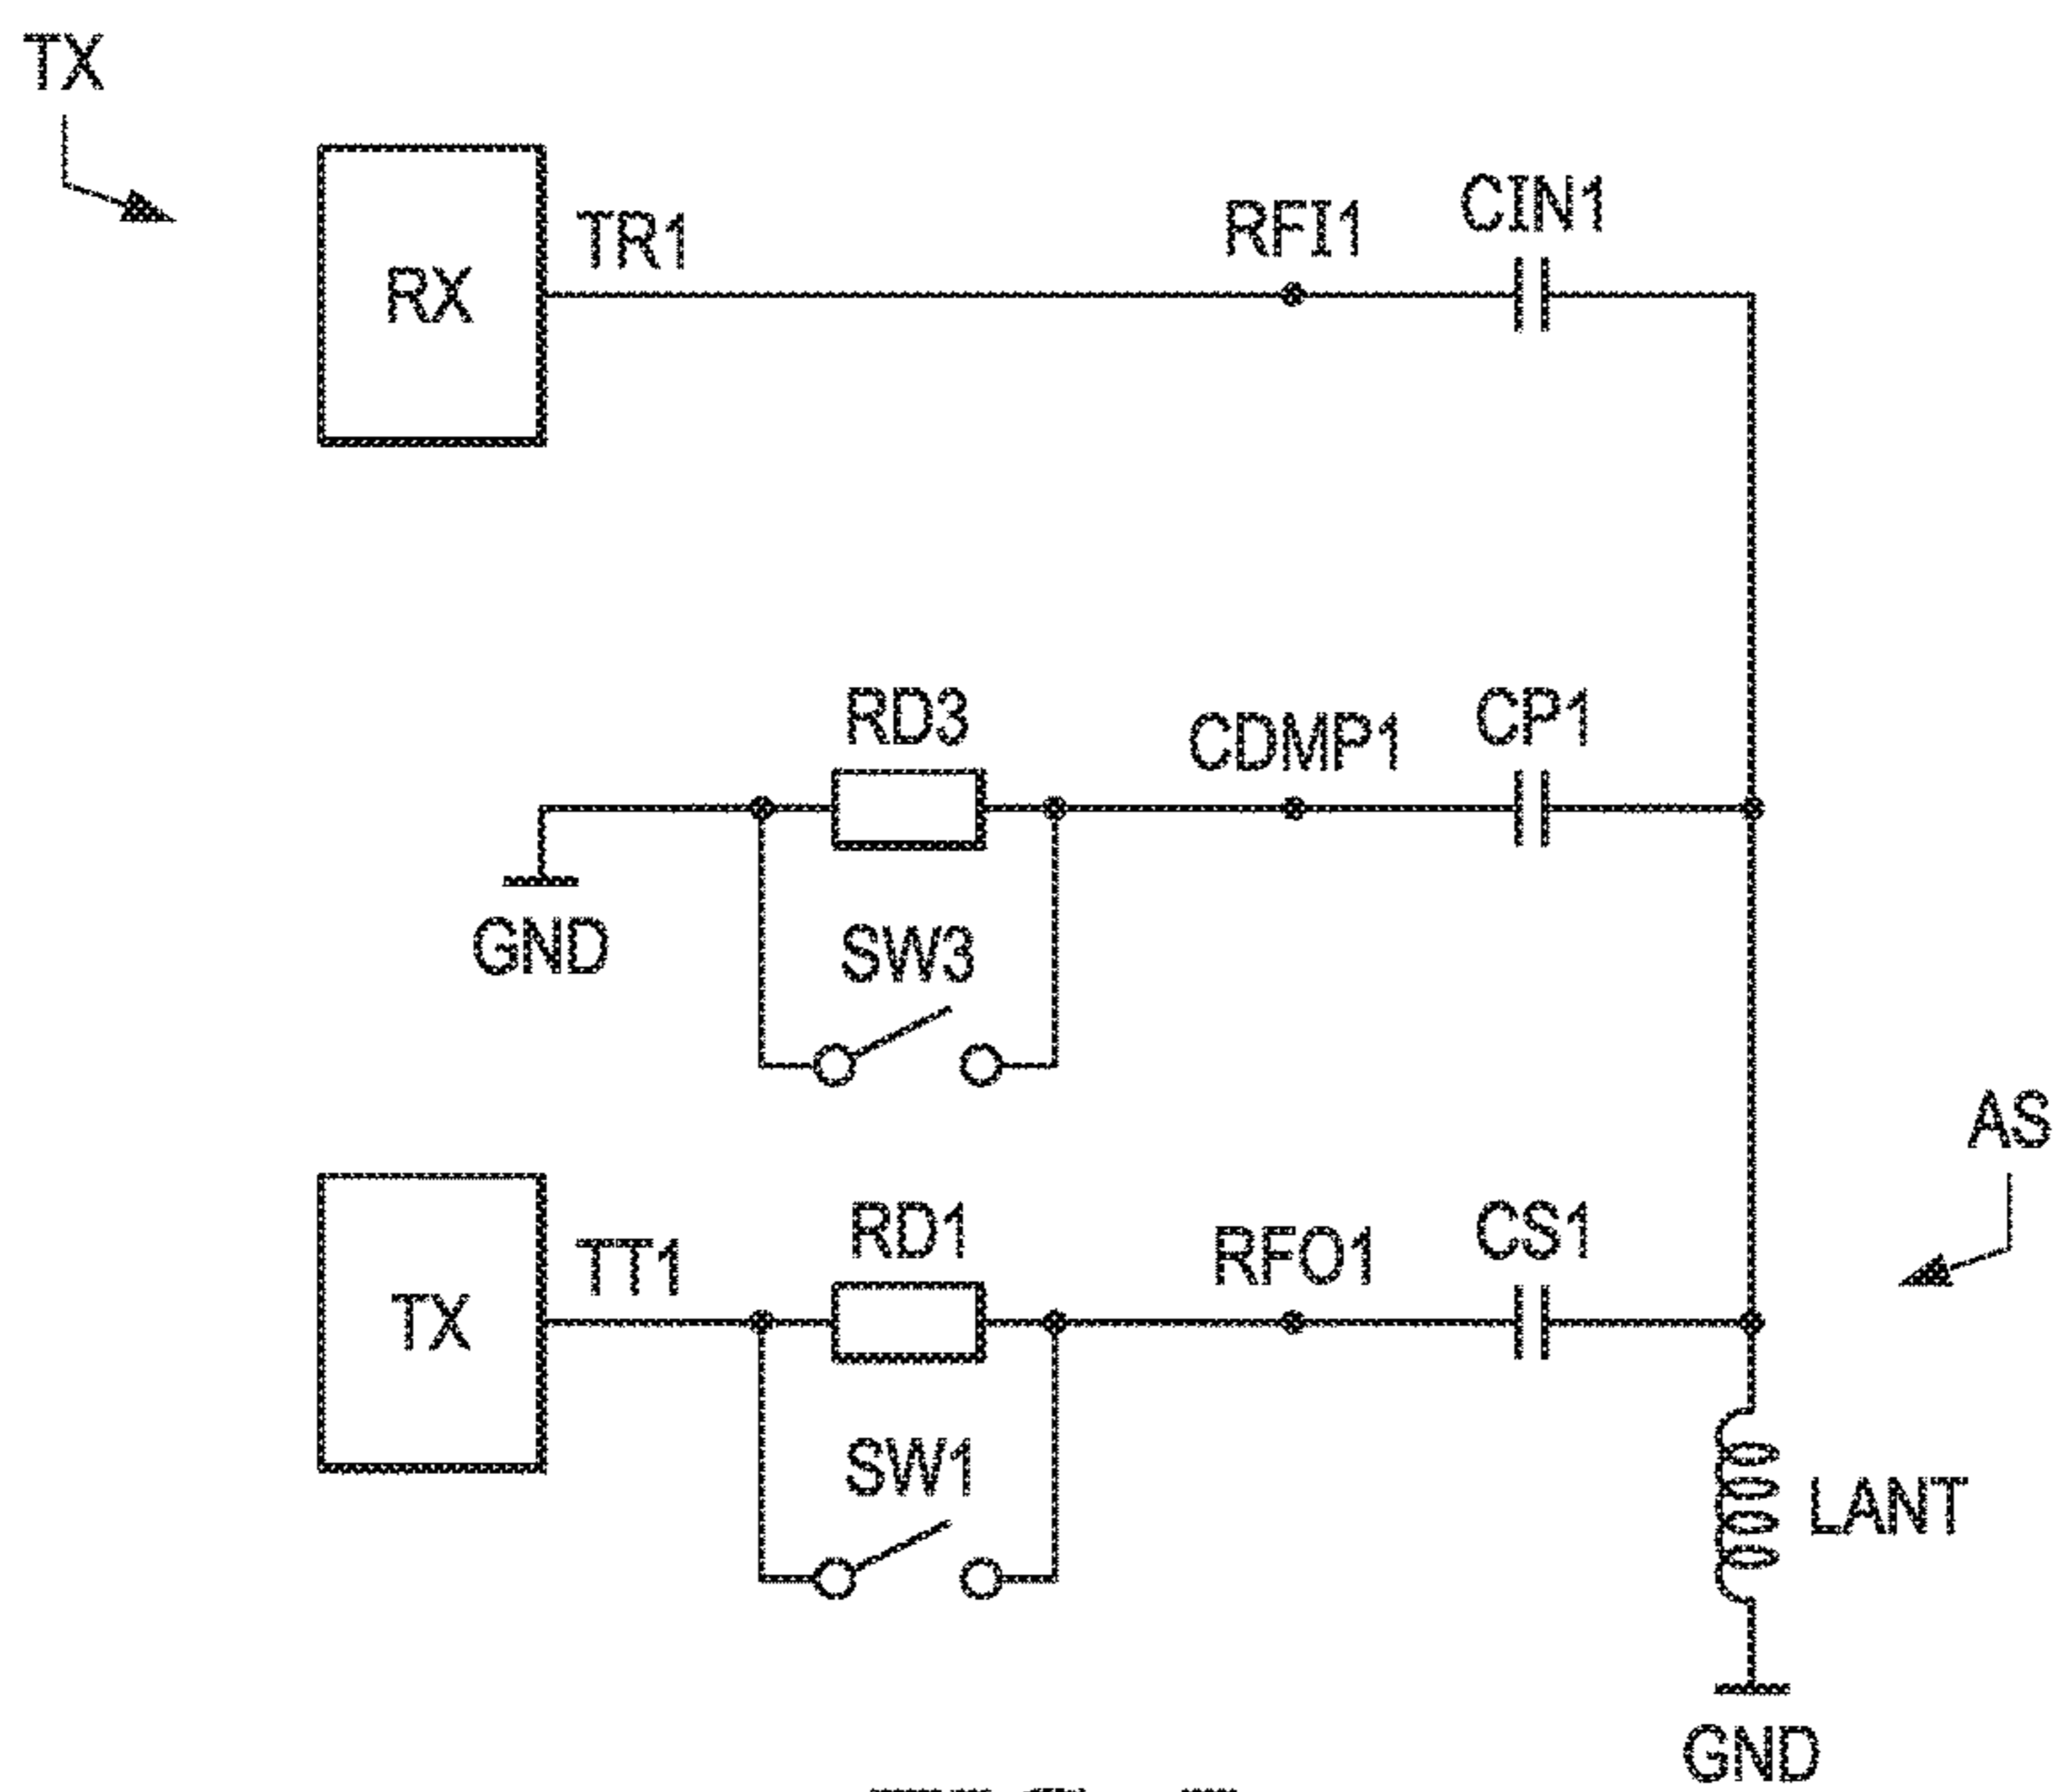 TX
RX
TR1
RFI1
CIN1
RD3
CDMP1
CP1
GND
SW3
AS
TX
TT1
RD1
RFO1
CS1
SW1
LANT
GND